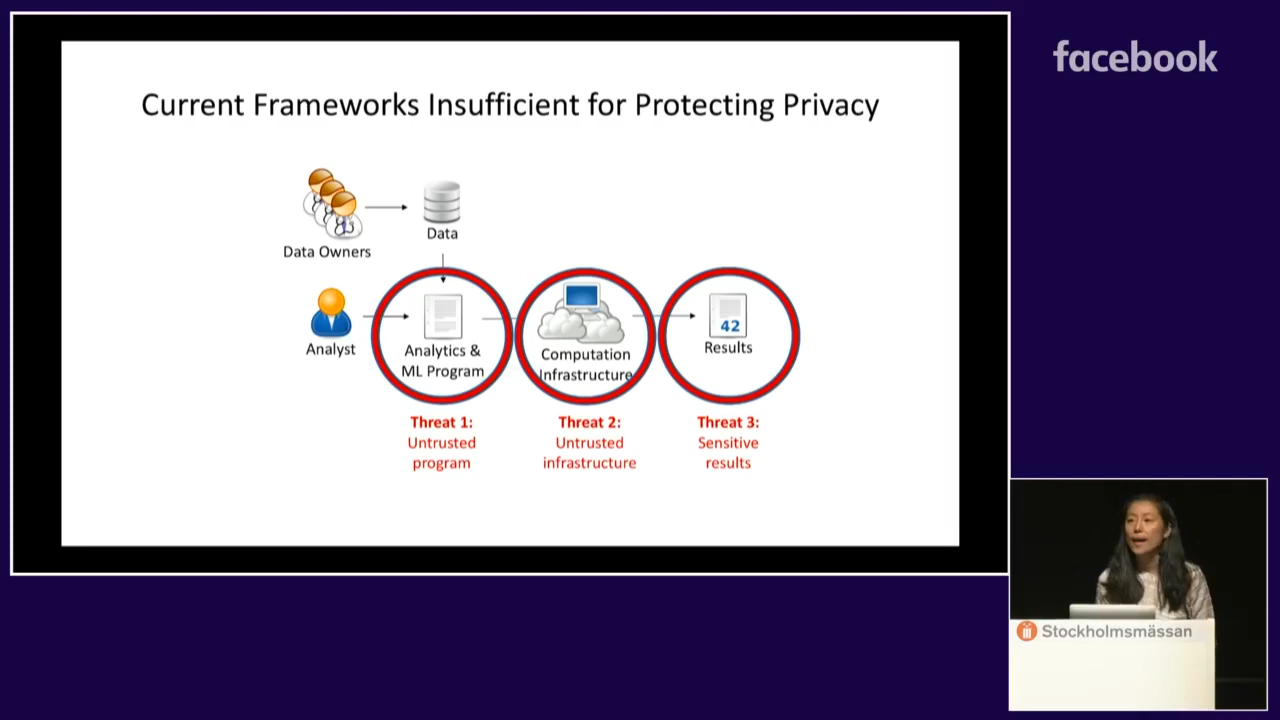 facebook
Current Frameworks Insufficient for Protecting Privacy
Data Owners
Data
Analyst
Analytics &
ML Program
Computation
Infrastructure
42
Results
Threat 1:
Untrusted
program
Threat 2:
Untrusted
infrastructure
Threat 3:
Sensitive
results
Stockholmsmässan